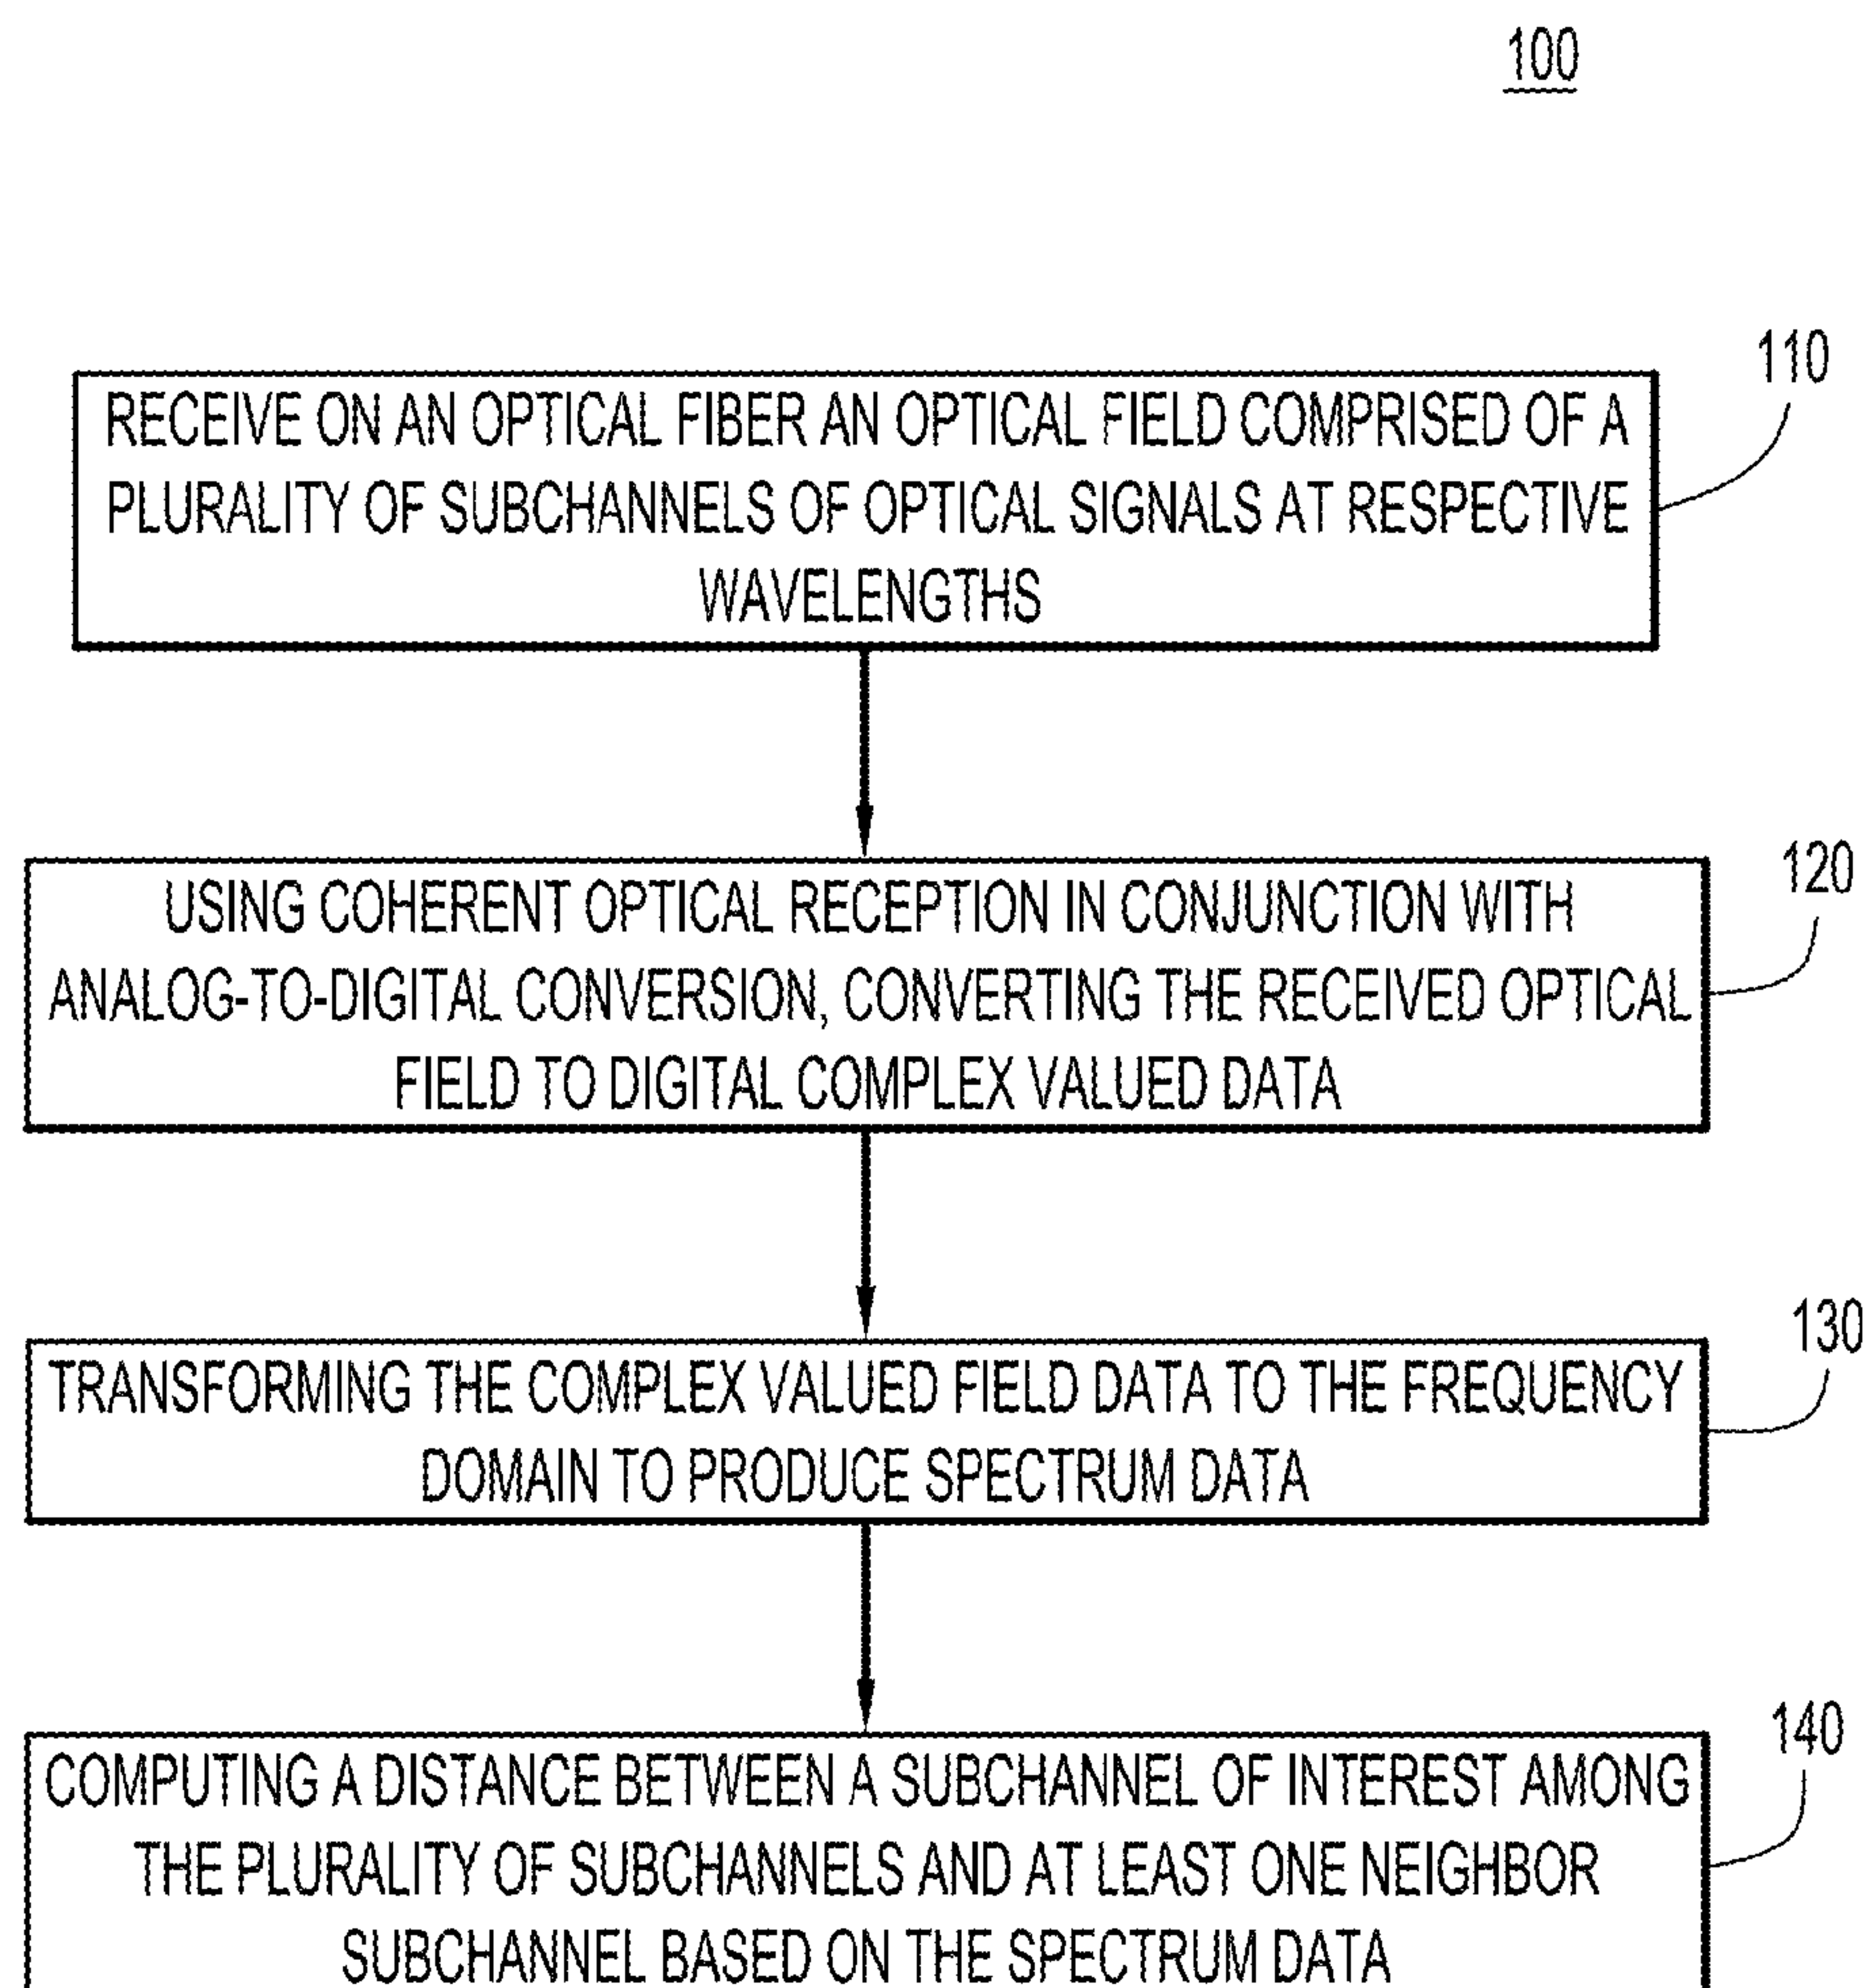 100
110
RECEIVE ON AN OPTICAL FIBER AN OPTICAL FIELD COMPRISED OF A
PLURALITY OF SUBCHANNELS OF OPTICAL SIGNALS AT RESPECTIVE
WAVELENGTHS
120
USING COHERENT OPTICAL RECEPTION IN CONJUNCTION WITH
ANALOG-TO-DIGITAL CONVERSION, CONVERTING THE RECEIVED OPTICAL
FIELD TO DIGITAL COMPLEX VALUED DATA
130
TRANSFORMING THE COMPLEX VALUED FIELD DATA TO THE FREQUENCY
DOMAIN TO PRODUCE SPECTRUM DATA
140
COMPUTING A DISTANCE BETWEEN A SUBCHANNEL OF INTEREST AMONG
THE PLURALITY OF SUBCHANNELS AND AT LEAST ONE NEIGHBOR
SUBCHANNEL BASED ON THE SPECTRUM DATA